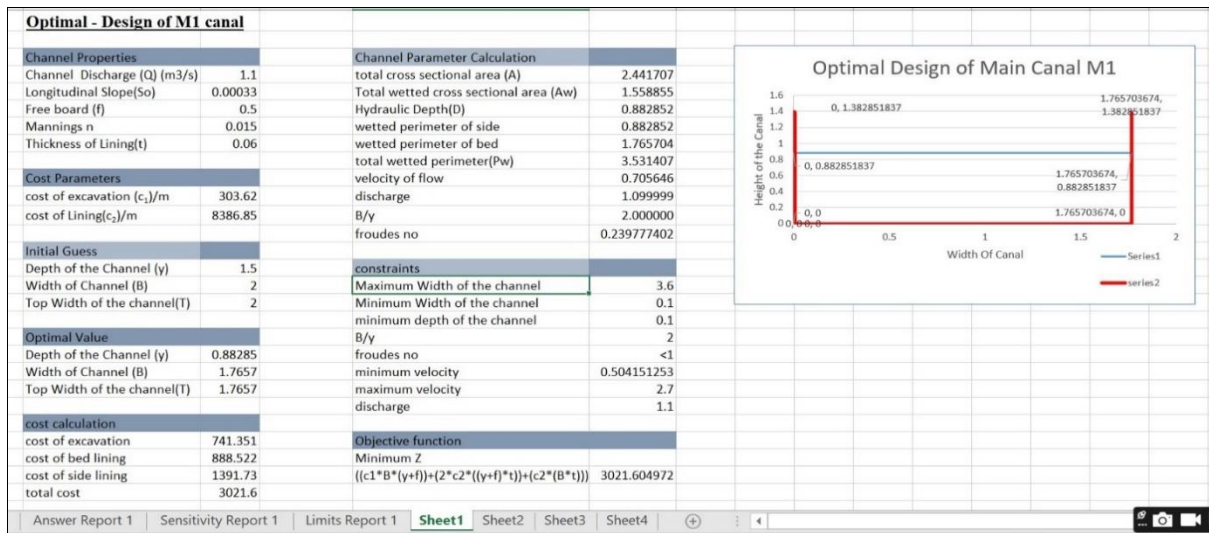 Optimal - Design of M1 canal
Channel Properties
Channel Discharge (Q) (m3/s) 1.1
Longitudinal Slope(So) 0.00033
Free board (f) 0.5
Mannings n 0.015
Thickness of Lining(t) 0.06
Cost Parameters
cost of excavation (c₁)/m 303.62
cost of Lining(c₂)/m 8386.85
Initial Guess
Depth of the Channel (y) 1.5
Width of Channel (B) 2
Top Width of the channel(T) 2
Optimal Value
Depth of the Channel (y) 0.88285
Width of Channel (B) 1.7657
Top Width of the channel(T) 1.7657
cost calculation
cost of excavation 741.351
cost of bed lining 888.522
cost of side lining 1391.73
total cost 3021.6
Channel Parameter Calculation
total cross sectional area (A) 2.441707
Total wetted cross sectional area (Aw) 1.558855
Hydraulic Depth(D) 0.882852
wetted perimeter of side 0.882852
wetted perimeter of bed 1.765704
total wetted perimeter(Pw) 3.531407
velocity of flow 0.705646
discharge 1.099999
B/y 2.000000
froudes no 0.239777402
constraints
Maximum Width of the channel 3.6
Minimum Width of the channel 0.1
minimum depth of the channel 0.1
B/y 2
froudes no <1
minimum velocity 0.504151253
maximum velocity 2.7
discharge 1.1
Objective function
Minimum Z
((c1*B*(y+f))+(2*c2*((y+f)*t))+(c2*(B*t))) 3021.604972
Optimal Design of Main Canal M1
Height of the Canal
1.6
1.4
1.2
1
0.8
0.6
0.4
0.2
0
0, 1.382851837
1.765703674,
1.382851837
0, 0.882851837
1.765703674,
0.882851837
0, 0
1.765703674, 0
0 0.5 1 1.5 2
Width Of Canal
Series1
series2
Answer Report 1 Sensitivity Report 1 Limits Report 1 Sheet1 Sheet2 Sheet3 Sheet4